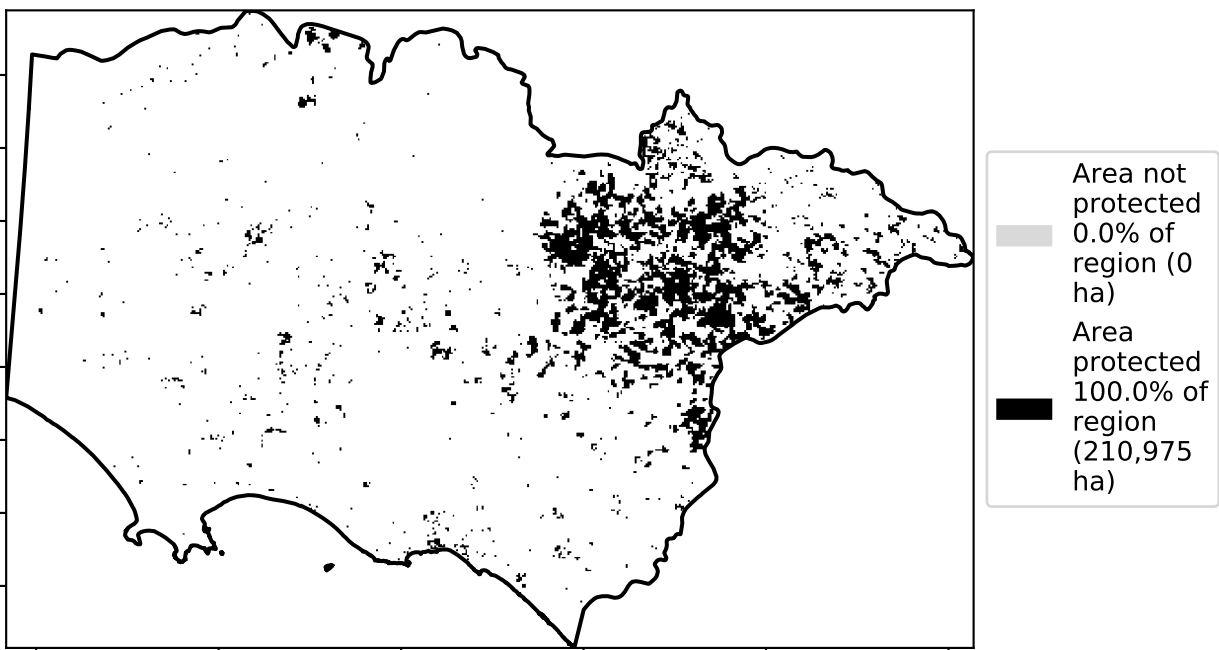 Area not
protected
0.0% of
region (0
ha)
Area
protected
100.0% of
region
(210,975
ha)